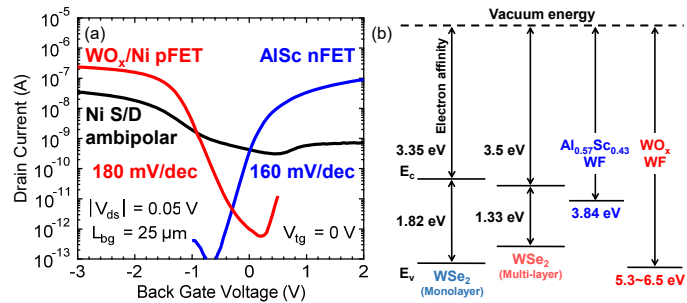 (a)
WOₓ/Ni pFET
AlSc nFET
Ni S/D
ambipolar
180 mV/dec
160 mV/dec
|Vds| = 0.05 V
Lbg = 25 µm
Vtg = 0 V
Drain Current (A)
10⁻⁵
10⁻⁶
10⁻⁷
10⁻⁸
10⁻⁹
10⁻¹⁰
10⁻¹¹
10⁻¹²
10⁻¹³
-3 -2 -1 0 1 2
Back Gate Voltage (V)
(b)
Vacuum energy
Electron affinity
3.35 eV
3.5 eV
Al0.57Sc0.43
WF
WOₓ
WF
Ec
1.82 eV
1.33 eV
3.84 eV
Ev
WSe₂
(Monolayer)
WSe₂
(Multi-layer)
5.3~6.5 eV